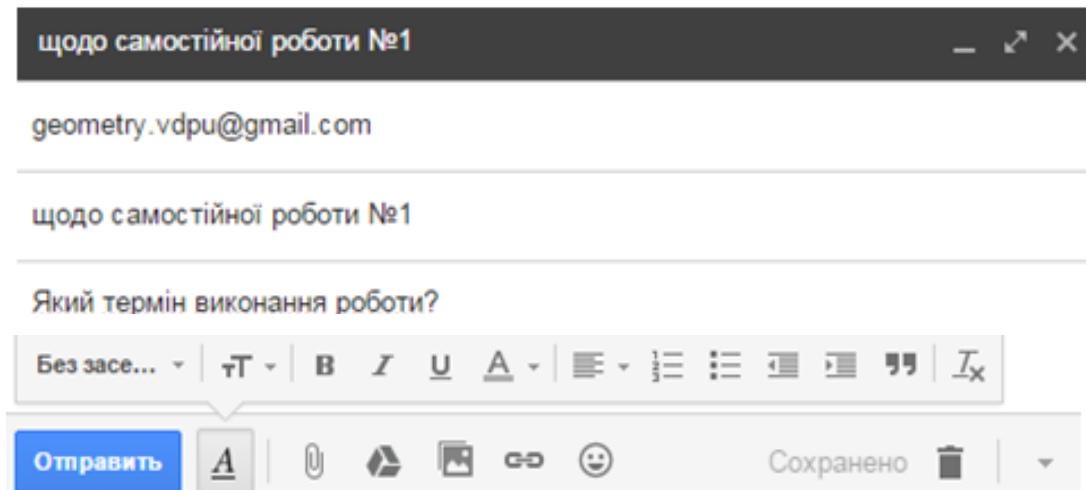 щодо самостійної роботи №1
geometry.vdpu@gmail.com
щодо самостійної роботи №1
Який термін виконання роботи?
Без засе... тТ B I U A
Отправить A Сохранено